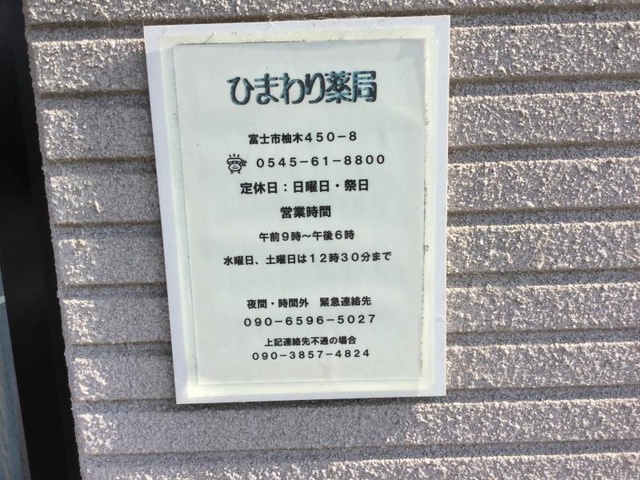 ひまわり薬局
富士市柚木450-8
0545-61-8800
定休日：日曜日・祭日
営業時間
午前9時～午後6時
水曜日、土曜日は12時30分まで
夜間・時間外　緊急連絡先
090-6596-5027
上記連絡先不通の場合
090-3857-4824